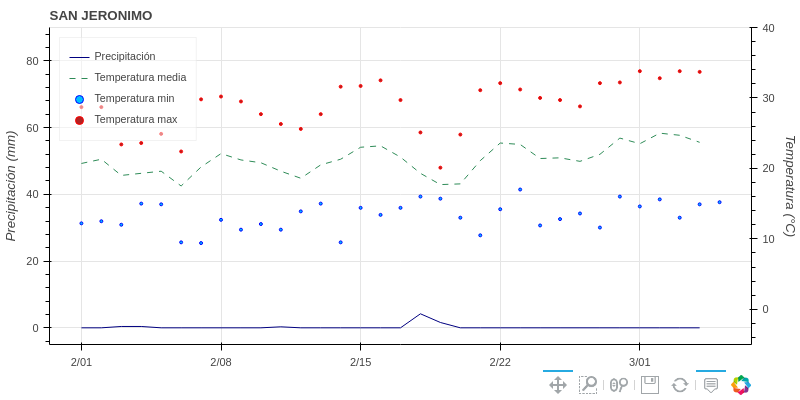 SAN JERONIMO
Precipitación
Temperatura media
Temperatura min
Temperatura max
Precipitación (mm)
80
60
40
20
0
Temperatura (°C)
40
30
20
10
0
2/01
2/08
2/15
2/22
3/01